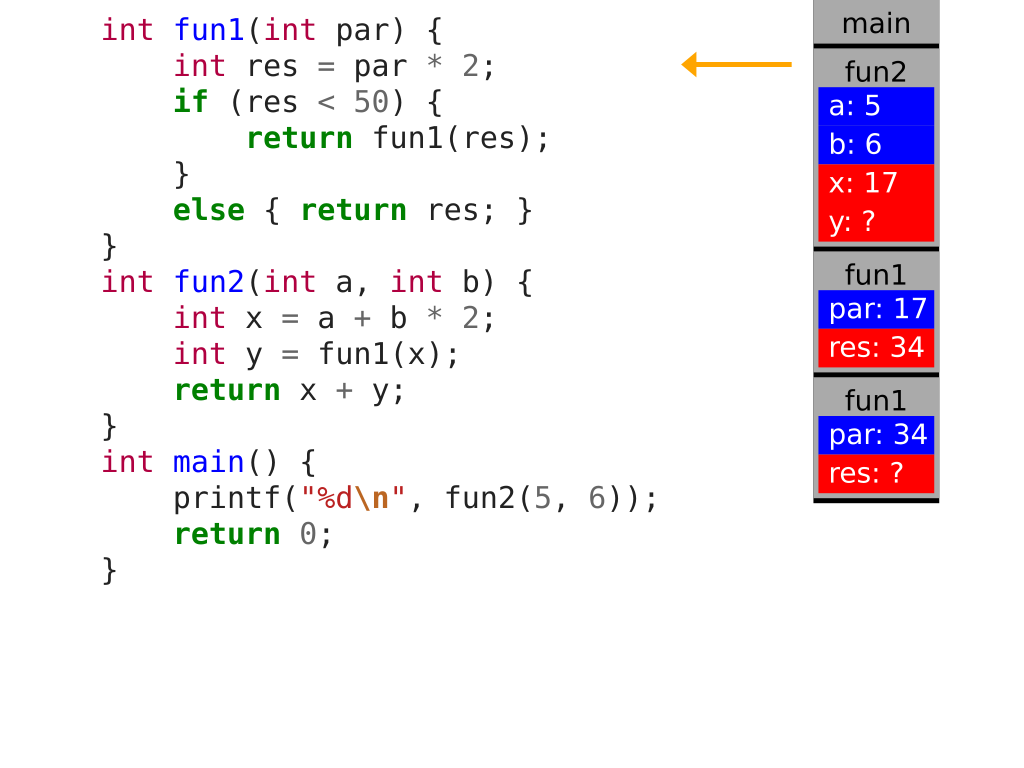 int fun1(int par) {
    int res = par * 2;
    if (res < 50) {
        return fun1(res);
    }
    else { return res; }
}
int fun2(int a, int b) {
    int x = a + b * 2;
    int y = fun1(x);
    return x + y;
}
int main() {
    printf("%d\n", fun2(5, 6));
    return 0;
}
main
fun2
a: 5
b: 6
x: 17
y: ?
fun1
par: 17
res: 34
fun1
par: 34
res: ?